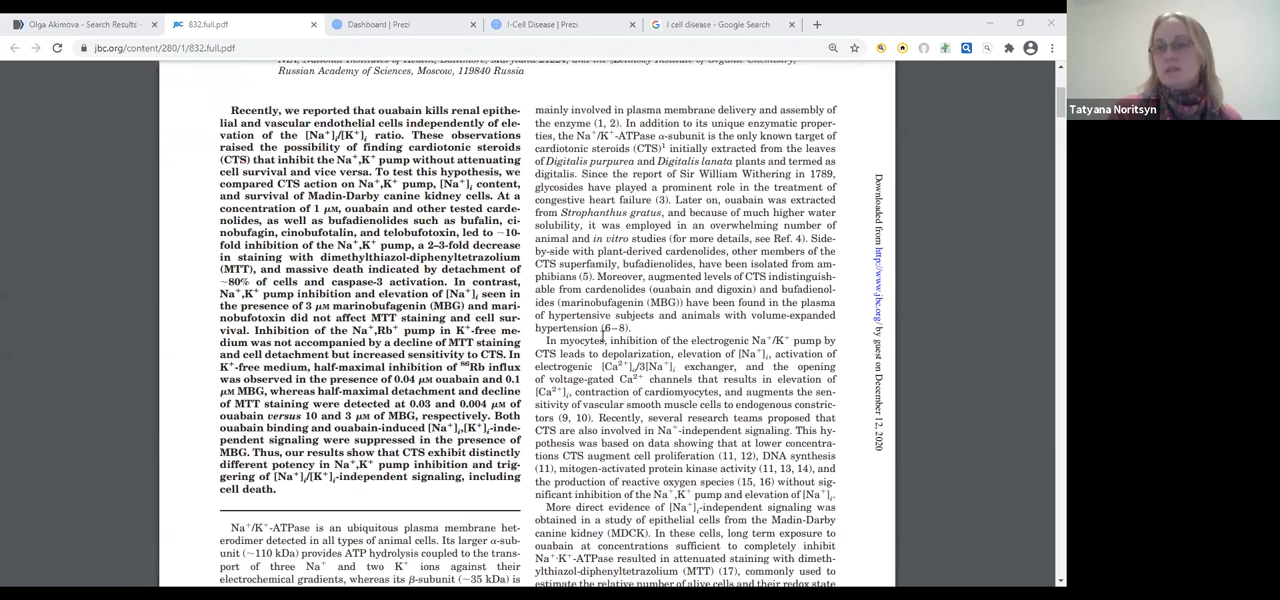 Olga Akimova - Search Results -
832.full.pdf
Dashboard | Prezi
I-Cell Disease | Prezi
I cell disease - Google Search
jbc.org/content/280/1/832.full.pdf
Tatyana Noritsyn
Russian Academy of Sciences, Moscow, 119840 Russia
Recently, we reported that ouabain kills renal epithe-
lial and vascular endothelial cells independently of ele-
vation of the [Na⁺]ᵢ/[K⁺]ᵢ ratio. These observations
raised the possibility of finding cardiotonic steroids
(CTS) that inhibit the Na⁺,K⁺ pump without attenuating
cell survival and vice versa. To test this hypothesis, we
compared CTS action on Na⁺,K⁺ pump, [Na⁺]ᵢ content,
and survival of Madin-Darby canine kidney cells. At a
concentration of 1 μM, ouabain and other tested carde-
nolides, as well as bufadienolides such as bufalin, ci-
nobufagin, cinobufotalin, and telobufotoxin, led to ~10-
fold inhibition of the Na⁺,K⁺ pump, a 2–3-fold decrease
in staining with dimethylthiazol-diphenyltetrazolium
(MTT), and massive death indicated by detachment of
~80% of cells and caspase-3 activation. In contrast,
Na⁺,K⁺ pump inhibition and elevation of [Na⁺]ᵢ seen in
the presence of 3 μM marinobufagenin (MBG) and mari-
nobufotoxin did not affect MTT staining and cell sur-
vival. Inhibition of the Na⁺,Rb⁺ pump in K⁺-free me-
dium was not accompanied by a decline of MTT staining
and cell detachment but increased sensitivity to CTS. In
K⁺-free medium, half-maximal inhibition of ⁸⁶Rb influx
was observed in the presence of 0.04 μM ouabain and 0.1
μM MBG, whereas half-maximal detachment and decline
of MTT staining were detected at 0.03 and 0.004 μM of
ouabain versus 10 and 3 μM of MBG, respectively. Both
ouabain binding and ouabain-induced [Na⁺]ᵢ,[K⁺]ᵢ-inde-
pendent signaling were suppressed in the presence of
MBG. Thus, our results show that CTS exhibit distinctly
different potency in Na⁺,K⁺ pump inhibition and trig-
gering of [Na⁺]ᵢ/[K⁺]ᵢ-independent signaling, including
cell death.
Na⁺/K⁺-ATPase is an ubiquitous plasma membrane het-
erodimer detected in all types of animal cells. Its larger α-sub-
unit (~110 kDa) provides ATP hydrolysis coupled to the trans-
port of three Na⁺ and two K⁺ ions against their
electrochemical gradients, whereas its β-subunit (~35 kDa) is
mainly involved in plasma membrane delivery and assembly of
the enzyme (1, 2). In addition to its unique enzymatic proper-
ties, the Na⁺/K⁺-ATPase α-subunit is the only known target of
cardiotonic steroids (CTS)¹ initially extracted from the leaves
of Digitalis purpurea and Digitalis lanata plants and termed as
digitalis. Since the report of Sir William Withering in 1789,
glycosides have played a prominent role in the treatment of
congestive heart failure (3). Later on, ouabain was extracted
from Strophanthus gratus, and because of much higher water
solubility, it was employed in an overwhelming number of
animal and in vitro studies (for more details, see Ref. 4). Side-
by-side with plant-derived cardenolides, other members of the
CTS superfamily, bufadienolides, have been isolated from am-
phibians (5). Moreover, augmented levels of CTS indistinguish-
able from cardenolides (ouabain and digoxin) and bufadienol-
ides (marinobufagenin (MBG)) have been found in the plasma
of hypertensive subjects and animals with volume-expanded
hypertension (6–8).
In myocytes, inhibition of the electrogenic Na⁺/K⁺ pump by
CTS leads to depolarization, elevation of [Na⁺]ᵢ, activation of
electrogenic [Ca²⁺]ₒ/3[Na⁺]ᵢ exchanger, and the opening
of voltage-gated Ca²⁺ channels that results in elevation of
[Ca²⁺]ᵢ, contraction of cardiomyocytes, and augments the sen-
sitivity of vascular smooth muscle cells to endogenous constric-
tors (9, 10). Recently, several research teams proposed that
CTS are also involved in Na⁺-independent signaling. This hy-
pothesis was based on data showing that at lower concentra-
tions CTS augment cell proliferation (11, 12), DNA synthesis
(11), mitogen-activated protein kinase activity (11, 13, 14), and
the production of reactive oxygen species (15, 16) without sig-
nificant inhibition of the Na⁺,K⁺ pump and elevation of [Na⁺]ᵢ.
More direct evidence of [Na⁺]ᵢ-independent signaling was
obtained in a study of epithelial cells from the Madin-Darby
canine kidney (MDCK). In these cells, long term exposure to
ouabain at concentrations sufficient to completely inhibit
Na⁺-K⁺-ATPase resulted in attenuated staining with dimeth-
ylthiazol-diphenyltetrazolium (MTT) (17), commonly used to
estimate the relative number of alive cells and their redox state
Downloaded from http://www.jbc.org/ by guest on December 12, 2020